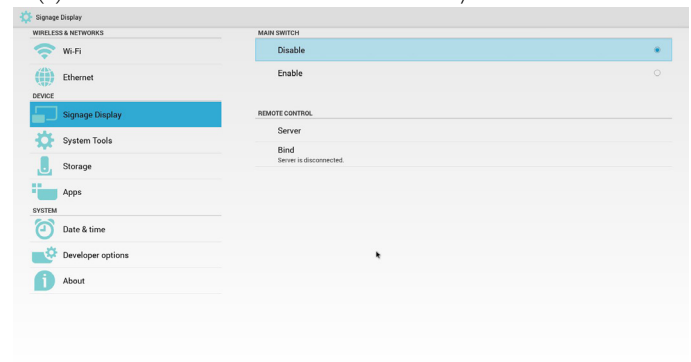 Signage Display
WIRELESS & NETWORKS
Wi-Fi
Ethernet
DEVICE
Signage Display
System Tools
Storage
Apps
SYSTEM
Date & time
Developer options
About
MAIN SWITCH
Disable
Enable
REMOTE CONTROL
Server
Bind
Server is disconnected.